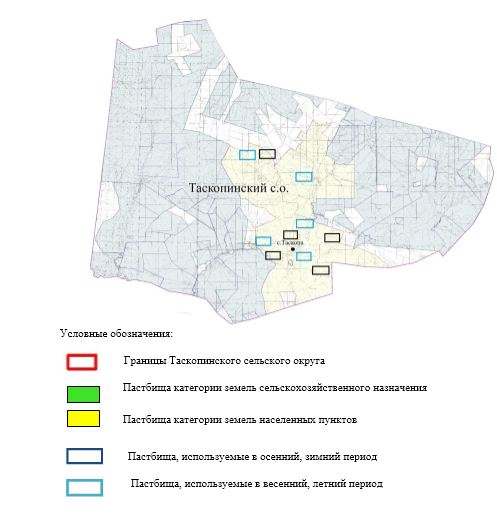 Таскопинский с.о.
с.Таскопа
Условные обозначения:
Границы Таскопинского сельского округа
Пастбища категории земель сельскохозяйственного назначения
Пастбища категории земель населенных пунктов
Пастбища, используемые в осенний, зимний период
Пастбища, используемые в весенний, летний период